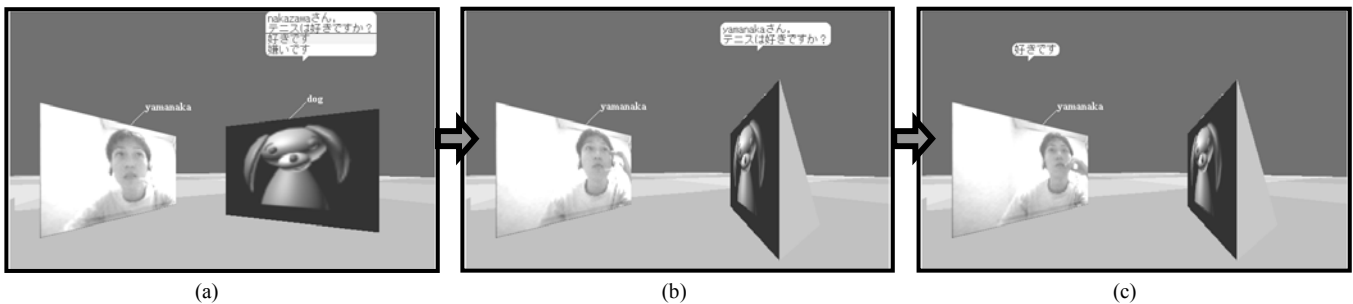 nakazawaさん,
テニスは好きですか？
好きです
嫌いです
yamanaka
dog
(a)
yamanakaさん,
テニスは好きですか？
yamanaka
(b)
好きです
yamanaka
(c)